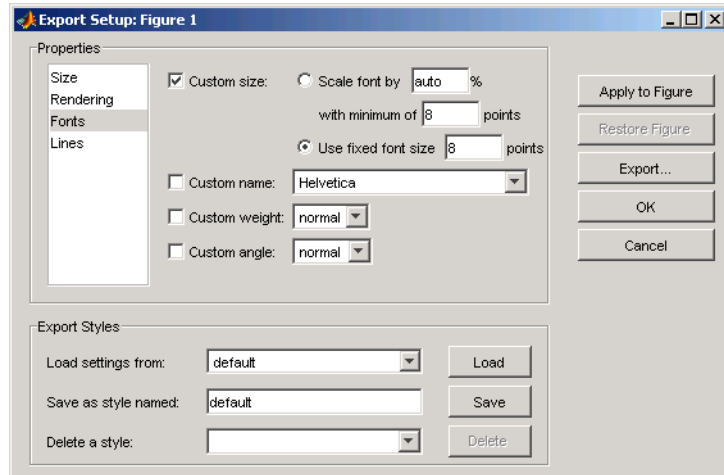 Export Setup: Figure 1
Properties
Size
Rendering
Fonts
Lines
Custom size:
Scale font by auto %
with minimum of 8 points
Use fixed font size 8 points
Custom name: Helvetica
Custom weight: normal
Custom angle: normal
Apply to Figure
Restore Figure
Export...
OK
Cancel
Export Styles
Load settings from: default Load
Save as style named: default Save
Delete a style: Delete